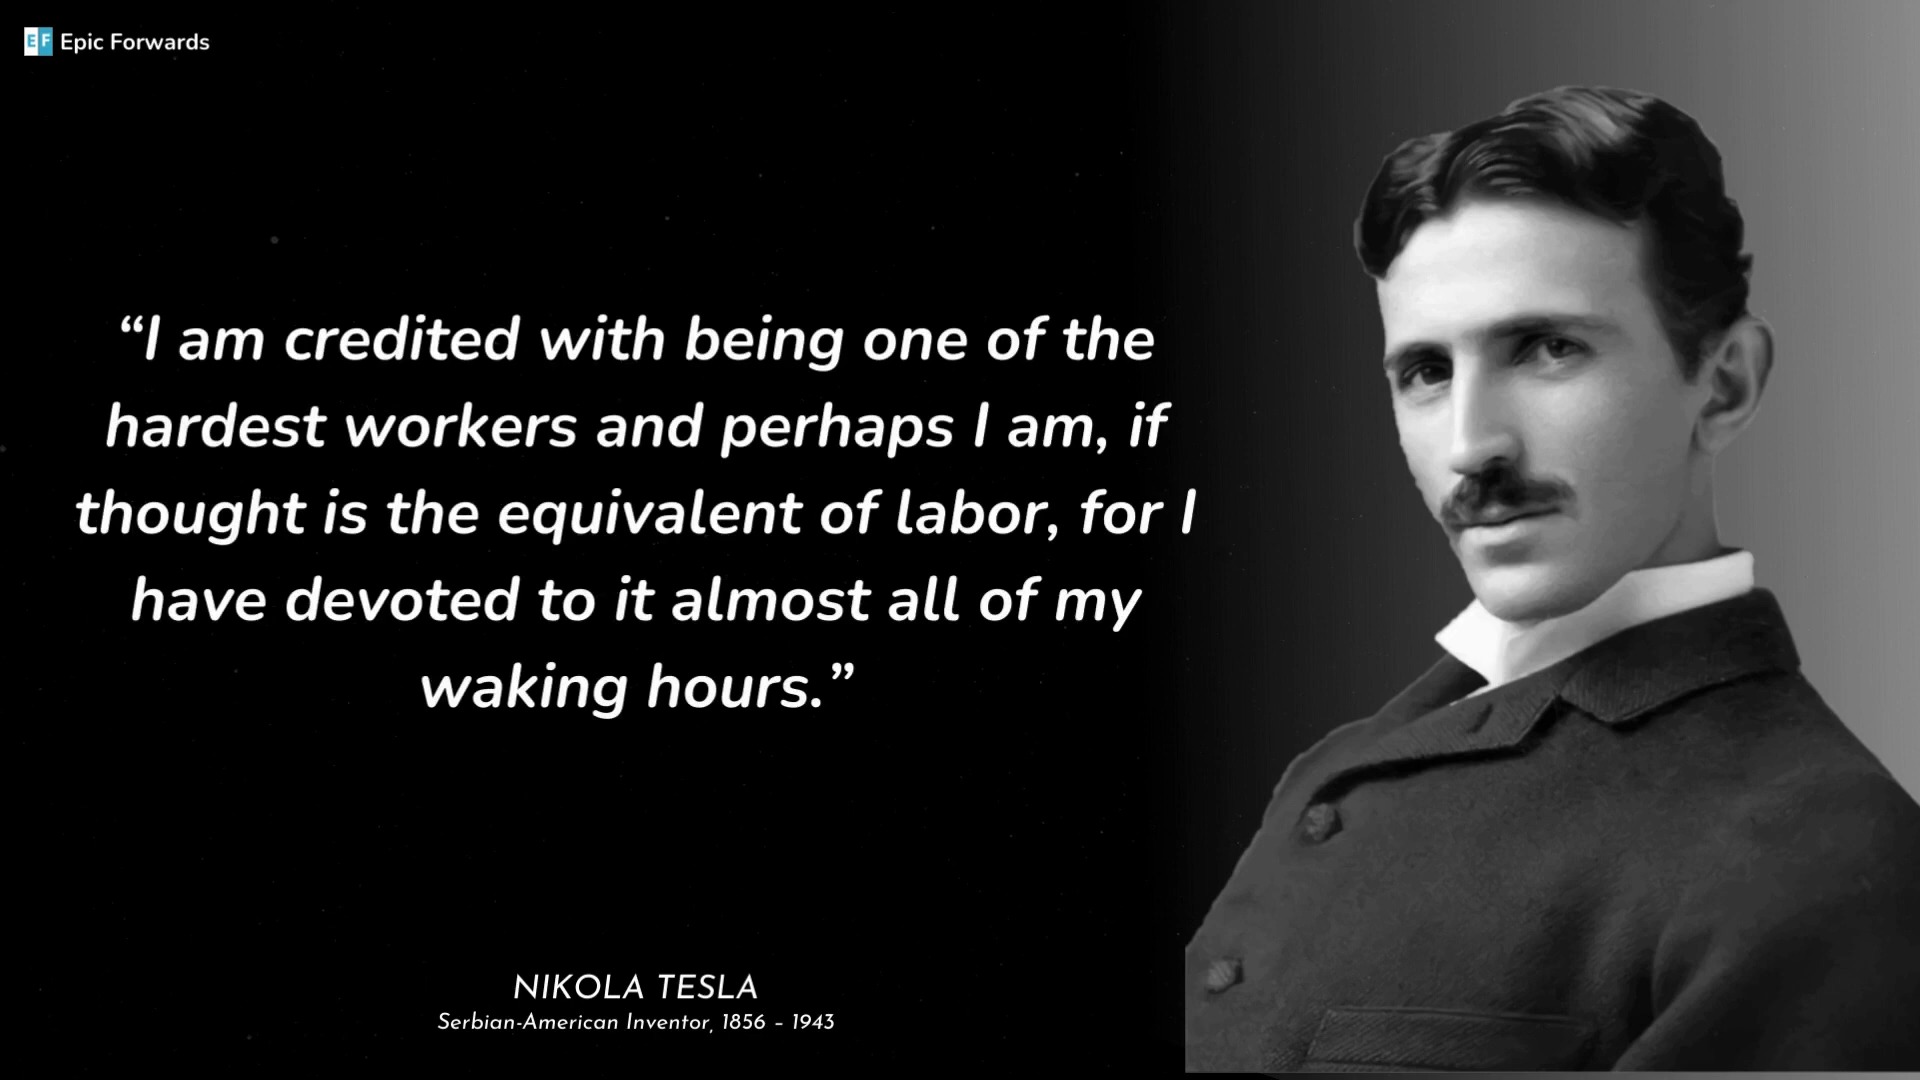 EF Epic Forwards
“I am credited with being one of the
hardest workers and perhaps I am, if
thought is the equivalent of labor, for I
have devoted to it almost all of my
waking hours.”
NIKOLA TESLA
Serbian-American Inventor, 1856 – 1943